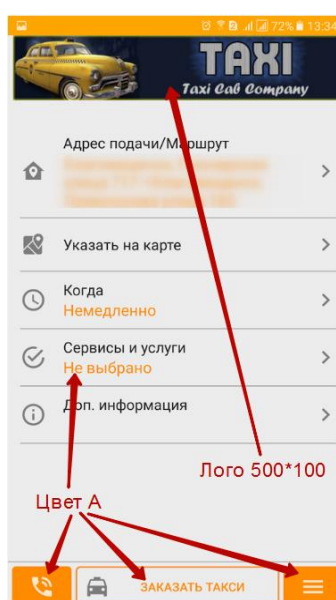 72% 13:34
TAXI
Taxi Cab Company
Адрес подачи/Маршрут
Указать на карте
Когда
Немедленно
Сервисы и услуги
Не выбрано
Доп. информация
Лого 500*100
Цвет А
ЗАКАЗАТЬ ТАКСИ